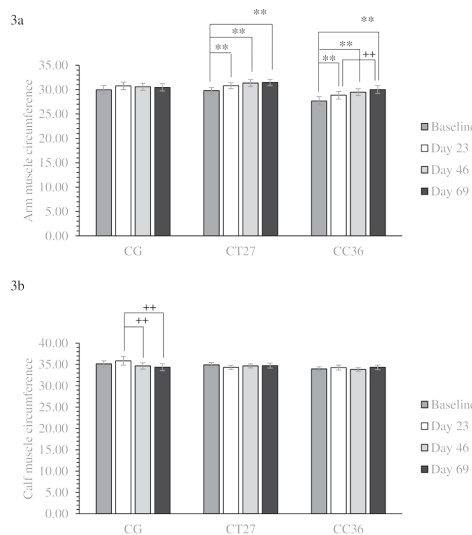 3a
Arm muscle circumference
40.00
35.00
30.00
25.00
20.00
15.00
10.00
5.00
0.00
** ** **
** ** ** ++
CG CT27 CC36
Baseline
Day 23
Day 46
Day 69
3b
Calf muscle circumference
40.00
35.00
30.00
25.00
20.00
15.00
10.00
5.00
0.00
++
++
CG CT27 CC36
Baseline
Day 23
Day 46
Day 69